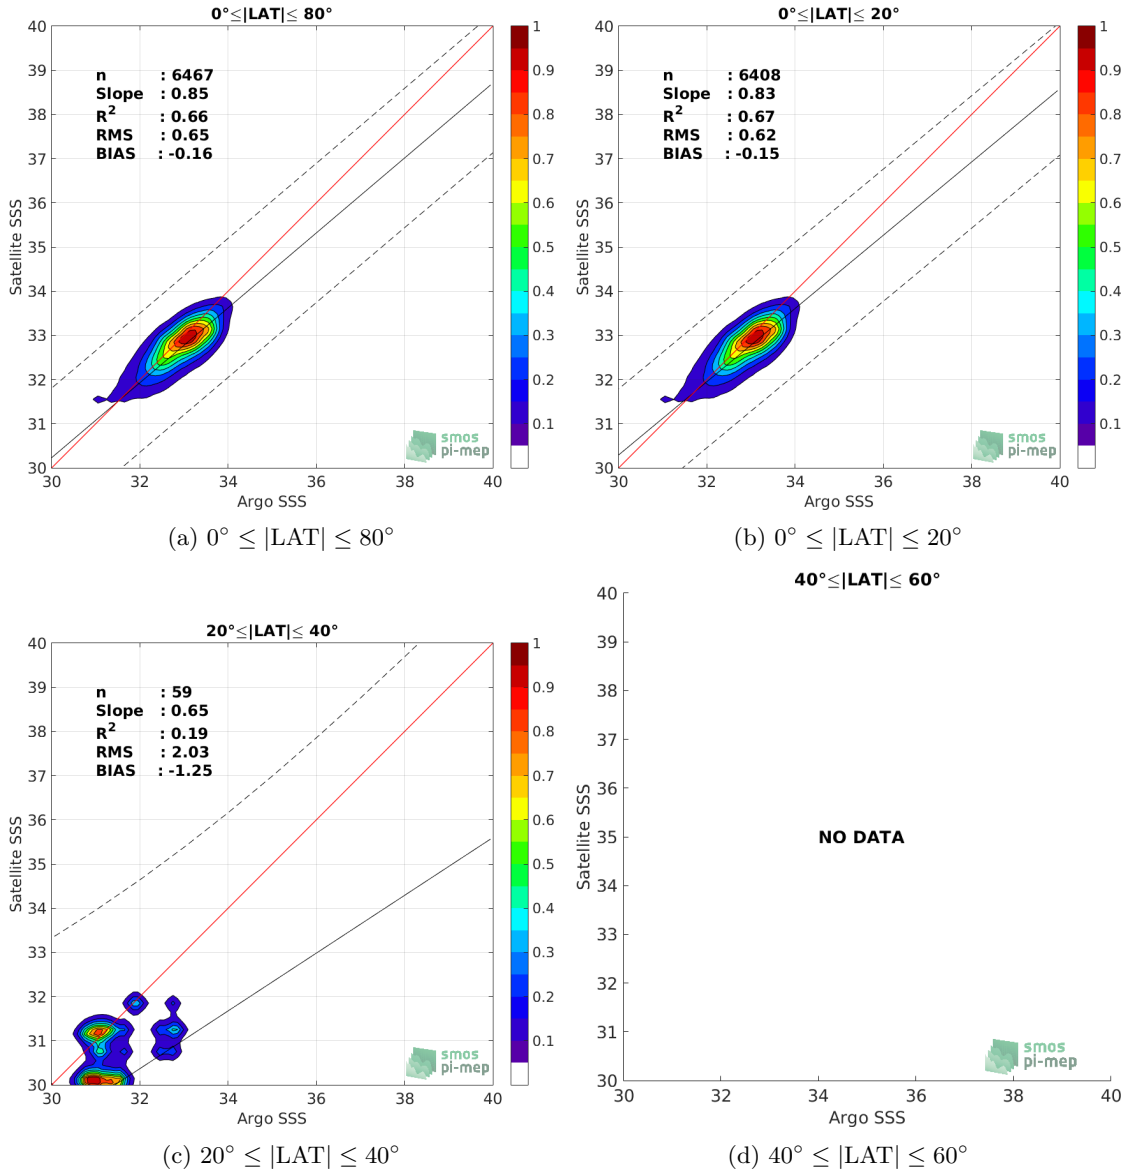 0°≤|LAT|≤ 80°
40
39
38
37
36
35
34
33
32
31
30
Satellite SSS
n : 6467
Slope : 0.85
R² : 0.66
RMS : 0.65
BIAS : -0.16
smos
pi-mep
30 32 34 36 38 40
Argo SSS
1
0.9
0.8
0.7
0.6
0.5
0.4
0.3
0.2
0.1
(a) 0° ≤ |LAT| ≤ 80°
0°≤|LAT|≤ 20°
40
39
38
37
36
35
34
33
32
31
30
Satellite SSS
n : 6408
Slope : 0.83
R² : 0.67
RMS : 0.62
BIAS : -0.15
smos
pi-mep
30 32 34 36 38 40
Argo SSS
1
0.9
0.8
0.7
0.6
0.5
0.4
0.3
0.2
0.1
(b) 0° ≤ |LAT| ≤ 20°
20°≤|LAT|≤ 40°
40
39
38
37
36
35
34
33
32
31
30
Satellite SSS
n : 59
Slope : 0.65
R² : 0.19
RMS : 2.03
BIAS : -1.25
smos
pi-mep
30 32 34 36 38 40
Argo SSS
1
0.9
0.8
0.7
0.6
0.5
0.4
0.3
0.2
0.1
(c) 20° ≤ |LAT| ≤ 40°
40°≤|LAT|≤ 60°
40
39
38
37
36
35
34
33
32
31
30
Satellite SSS
NO DATA
smos
pi-mep
30 32 34 36 38 40
Argo SSS
(d) 40° ≤ |LAT| ≤ 60°